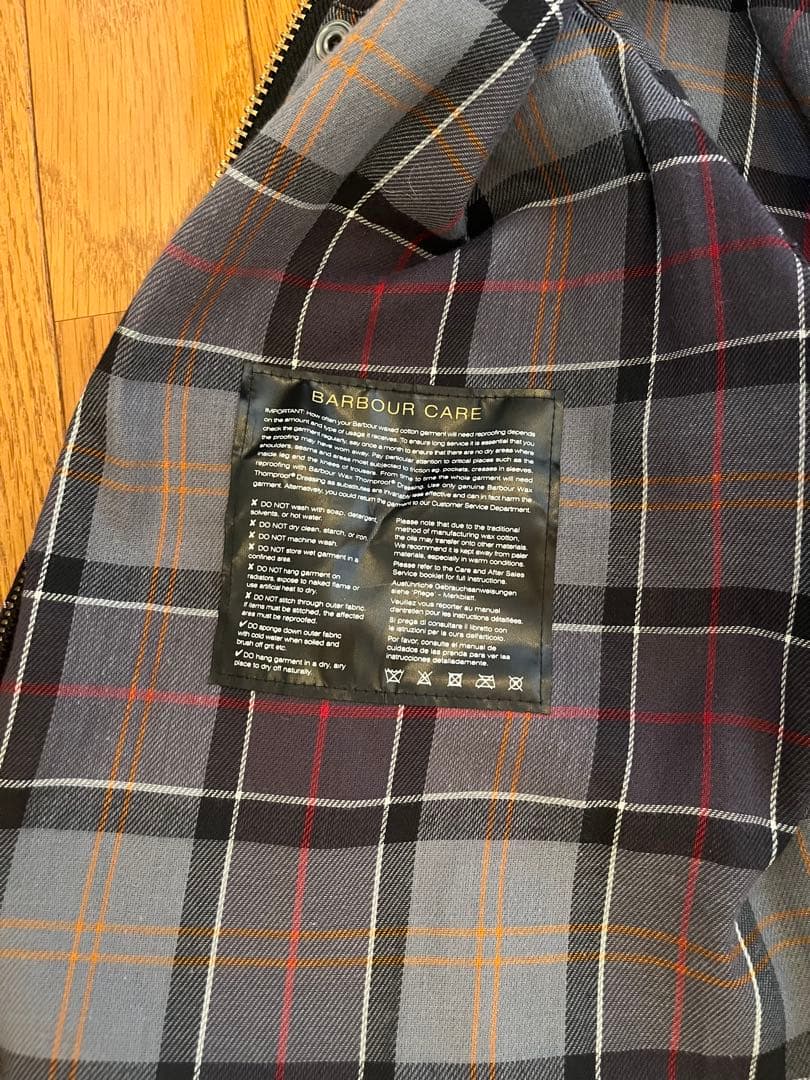 BARBOUR CARE
IMPORTANT: How often your Barbour waxed cotton garment will need reproofing depends
on the amount and type of usage it receives. To ensure long service it is essential that you
check the garment regularly, say once a month to ensure that there are no dry areas where
the proofing may have worn away. Pay particular attention to critical places such as the
shoulders, seams and areas most subjected to friction eg. pockets, creases in sleeves,
inside leg and the knees of trousers. From time to time the whole garment will need
reproofing with Barbour Wax Thornproof® Dressing. Use only genuine Barbour Wax
Thornproof® Dressing as substitutes are invariably less effective and can in fact harm the
garment. Alternatively, you could return the garment to our Customer Service Department.
✘ DO NOT wash with soap, detergent,
solvents, or hot water.
✘ DO NOT dry clean, starch, or iron.
✘ DO NOT machine wash.
✘ DO NOT store wet garment in a
confined area.
✘ DO NOT hang garment on
radiators, expose to naked flame or
use artificial heat to dry.
✘ DO NOT stitch through outer fabric.
If items must be stitched, the affected
area must be reproofed.
✔ DO sponge down outer fabric
with cold water when soiled and
brush off grit etc.
✔ DO hang garment in a dry, airy
place to dry off naturally.
Please note that due to the traditional
method of manufacturing wax cotton,
the oils may transfer onto other materials.
We recommend it is kept away from paler
materials, especially in warm conditions.
Please refer to the Care and After Sales
Service booklet for full instructions.
Ausführliche Gebrauchsanweisungen
siehe 'Pflege' - Merkblatt.
Veuillez vous reporter au manuel
d'entretien pour les instructions détaillées.
Si prega di consultare il libretto con
le istruzioni per la cura dell'articolo.
Por favor, consulte el manual de
cuidados de las prenda para ver las
instrucciones detalladamente.